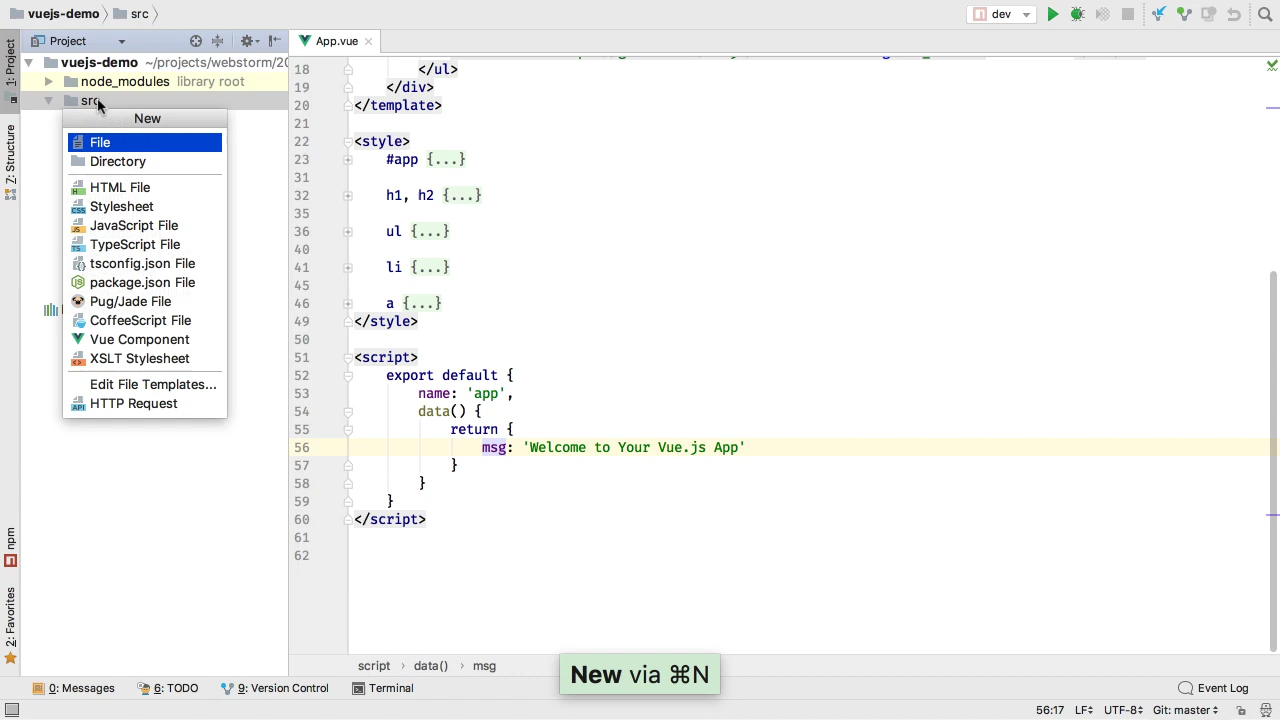 vuejs-demo src
dev
1: Project
Project
App.vue
vuejs-demo ~/projects/webstorm/20
node_modules library root
src
New
File
Directory
HTML File
Stylesheet
JavaScript File
TypeScript File
tsconfig.json File
package.json File
Pug/Jade File
CoffeeScript File
Vue Component
XSLT Stylesheet
Edit File Templates...
HTTP Request
Z: Structure
npm
2: Favorites
18 </ul>
19 </div>
20 </template>
21
22 <style>
23 #app {...}
31
32 h1, h2 {...}
35
36 ul {...}
40
41 li {...}
45
46 a {...}
49 </style>
50
51 <script>
52 export default {
53 name: 'app',
54 data() {
55 return {
56 msg: 'Welcome to Your Vue.js App'
57 }
58 }
59 }
60 </script>
61
62
script › data() › msg
New via ⌘N
0: Messages 6: TODO 9: Version Control Terminal Event Log
56:17 LF UTF-8 Git: master